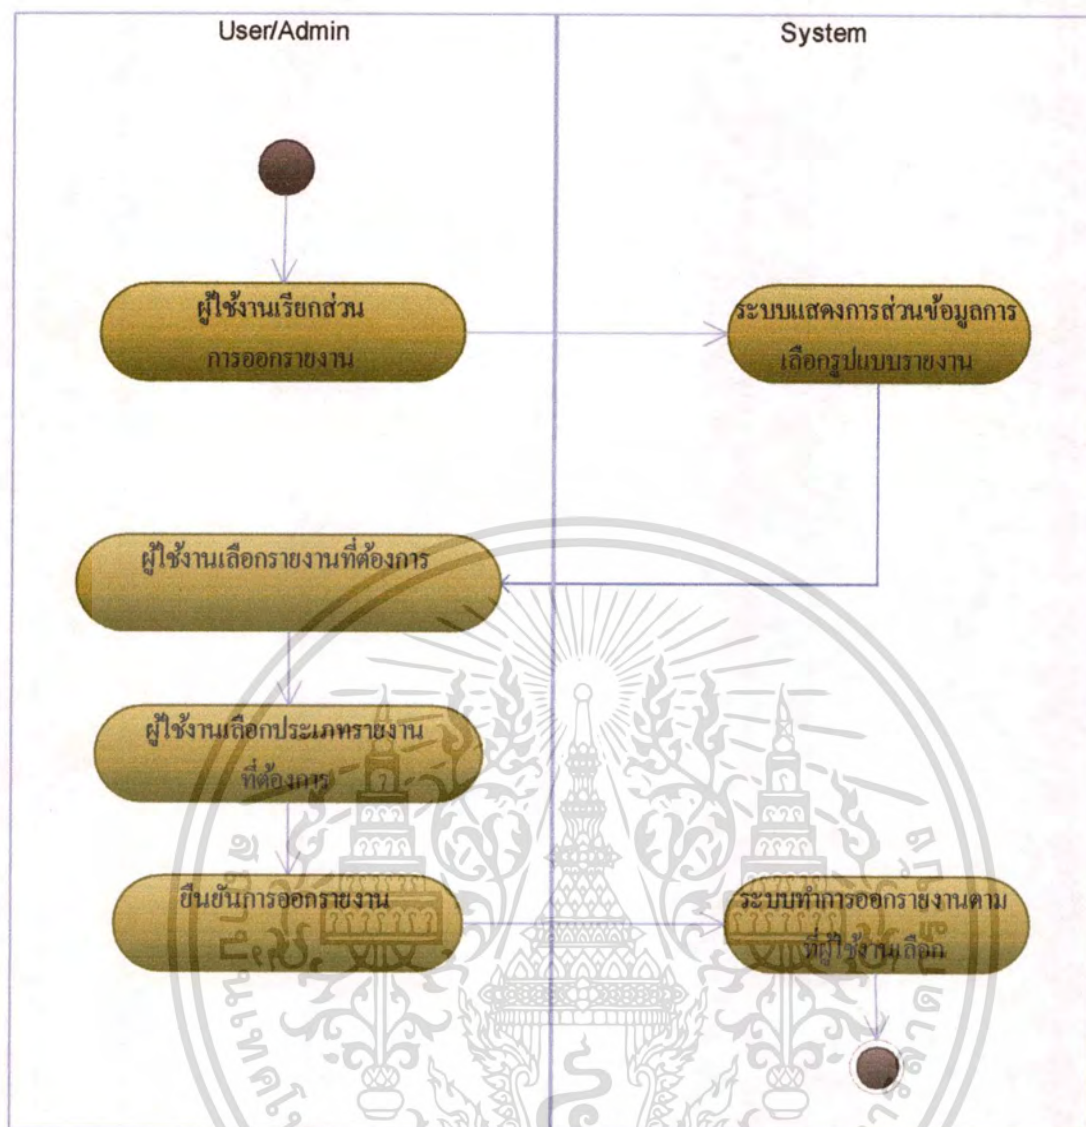 User/Admin
System
ผู้ใช้งานเรียกส่วน
การออกรายงาน
ระบบแสดงการส่วนข้อมูลการ
เลือกรูปแบบรายงาน
ผู้ใช้งานเลือกรายงานที่ต้องการ
ผู้ใช้งานเลือกประเภทรายงาน
ที่ต้องการ
ยืนยันการออกรายงาน
ระบบทำการออกรายงานตาม
ที่ผู้ใช้งานเลือก